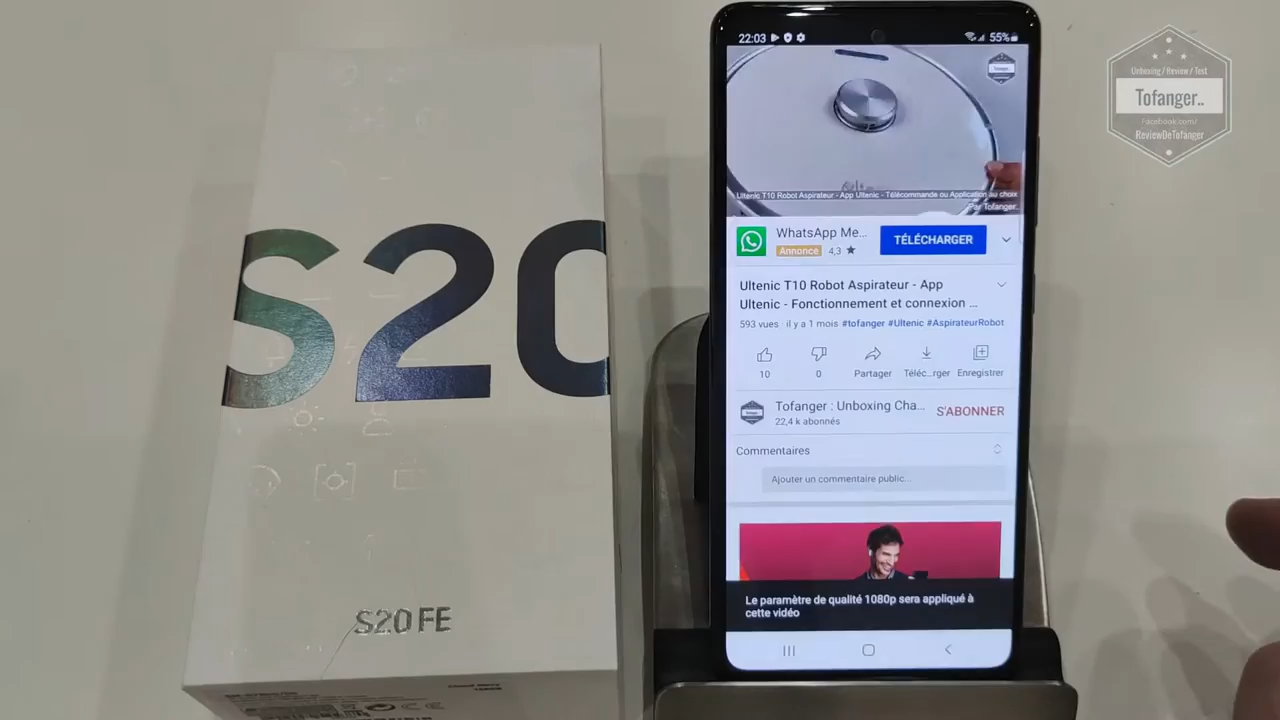 S20
S20 FE
22:03
55%
Tofanger..
Ultenic T10 Robot Aspirateur - App Ultenic - Télécommande ou Application au choix
Par Tofanger..
WhatsApp Me...
TÉLÉCHARGER
Annonce 4,3 ★
Ultenic T10 Robot Aspirateur - App
Ultenic - Fonctionnement et connexion ...
593 vues · il y a 1 mois #tofanger #Ultenic #AspirateurRobot
10
0
Partager
Téléc...rger
Enregistrer
Tofanger : Unboxing Cha...
22,4 k abonnés
S'ABONNER
Commentaires
Ajouter un commentaire public...
Le paramètre de qualité 1080p sera appliqué à
cette vidéo
Unboxing / Review / Test
Tofanger..
Facebook.com/
ReviewDeTofanger